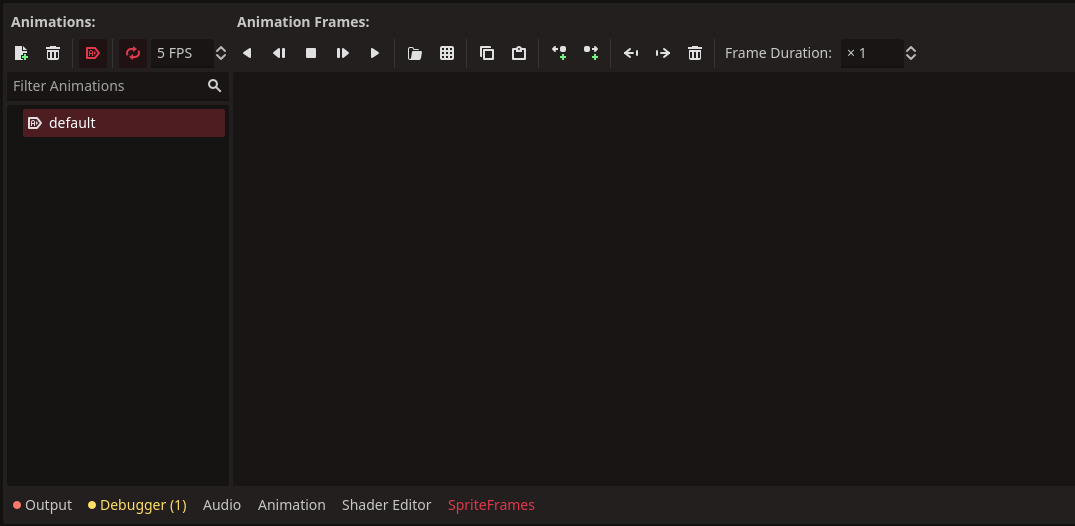 Animations: Animation Frames:
5 FPS Frame Duration: × 1
Filter Animations
default
Output Debugger (1) Audio Animation Shader Editor SpriteFrames